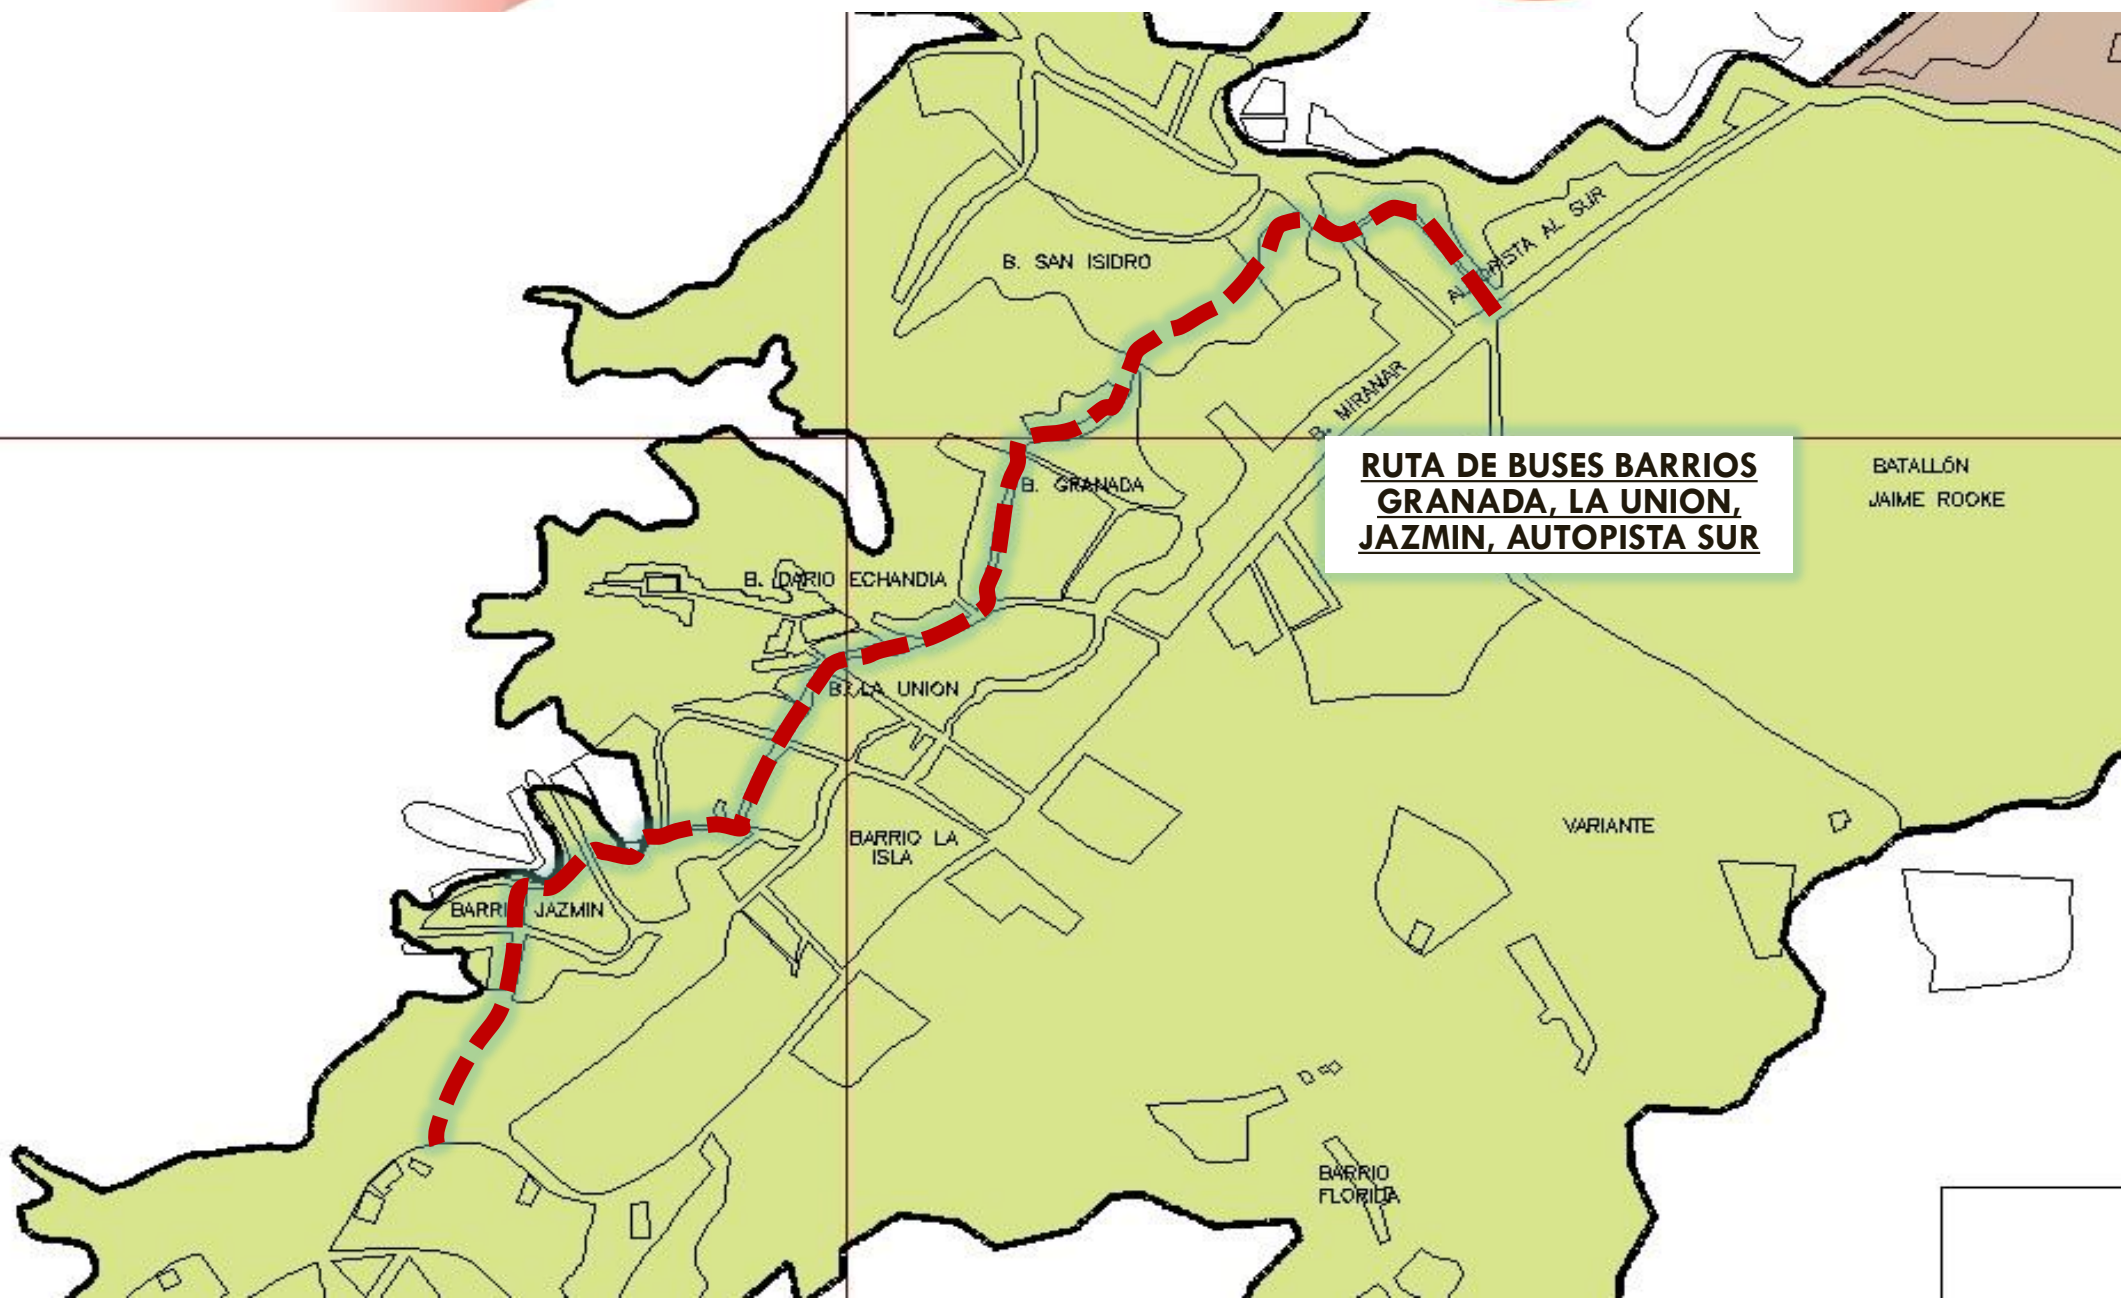 AUTOPISTA AL SUR
B. SAN ISIDRO
B. MIRANAR
RUTA DE BUSES BARRIOS
GRANADA, LA UNION,
JAZMIN, AUTOPISTA SUR
BATALLÓN
JAIME ROOKE
B. GRANADA
B. DARIO ECHANDIA
B. LA UNION
BARRIO LA
ISLA
VARIANTE
BARRIO JAZMIN
BARRIO
FLORIDA